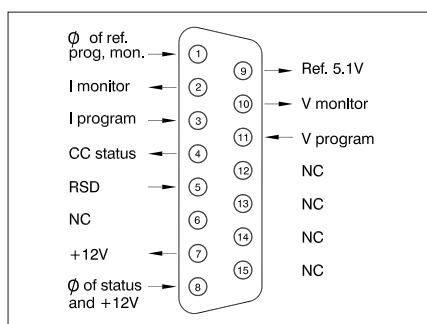 Ø of ref.
prog, mon.
1
I monitor
2
I program
3
CC status
4
RSD
5
NC
6
+12V
7
Ø of status
and +12V
8
9
Ref. 5.1V
10
V monitor
11
V program
12
NC
13
NC
14
NC
15
NC